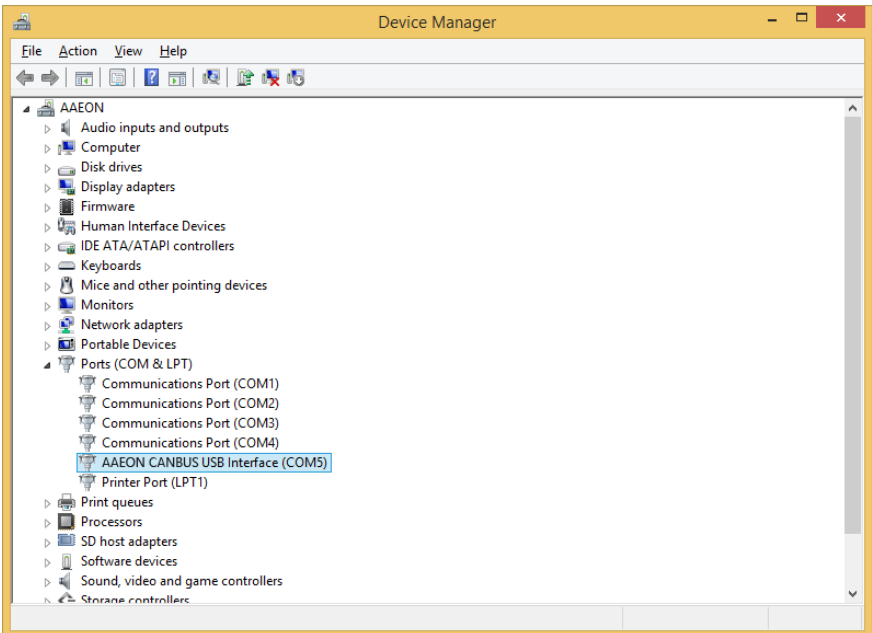 Device Manager
File Action View Help
AAEON
Audio inputs and outputs
Computer
Disk drives
Display adapters
Firmware
Human Interface Devices
IDE ATA/ATAPI controllers
Keyboards
Mice and other pointing devices
Monitors
Network adapters
Portable Devices
Ports (COM & LPT)
Communications Port (COM1)
Communications Port (COM2)
Communications Port (COM3)
Communications Port (COM4)
AAEON CANBUS USB Interface (COM5)
Printer Port (LPT1)
Print queues
Processors
SD host adapters
Software devices
Sound, video and game controllers
Storage controllers